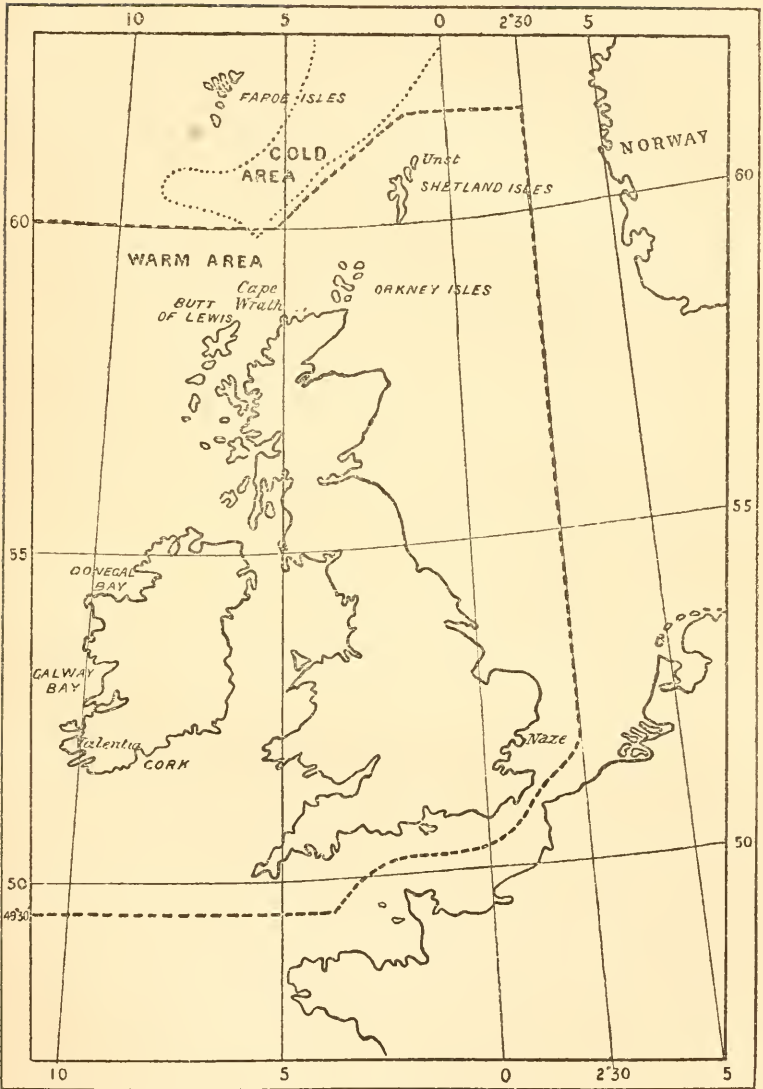 10 5 0 2°30 5
FAROE ISLES
NORWAY
COLD
AREA
Unst
SHETLAND ISLES
60
60
WARM AREA
Cape
Wrath
ORKNEY ISLES
BUTT
OF LEWIS
55
55
DONEGAL
BAY
GALWAY
BAY
Valentia
CORK
Naze
50
50
49°30
10 5 0 2°30 5